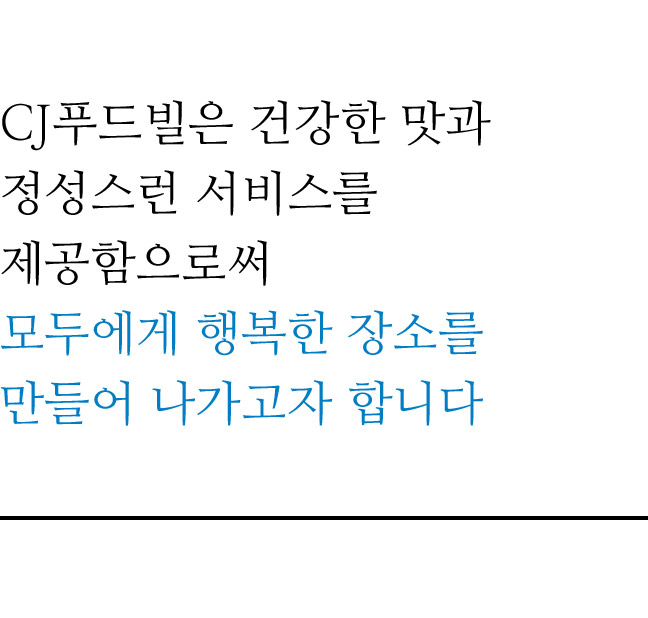 CJ푸드빌은 건강한 맛과
정성스런 서비스를
제공함으로써
모두에게 행복한 장소를
만들어 나가고자 합니다